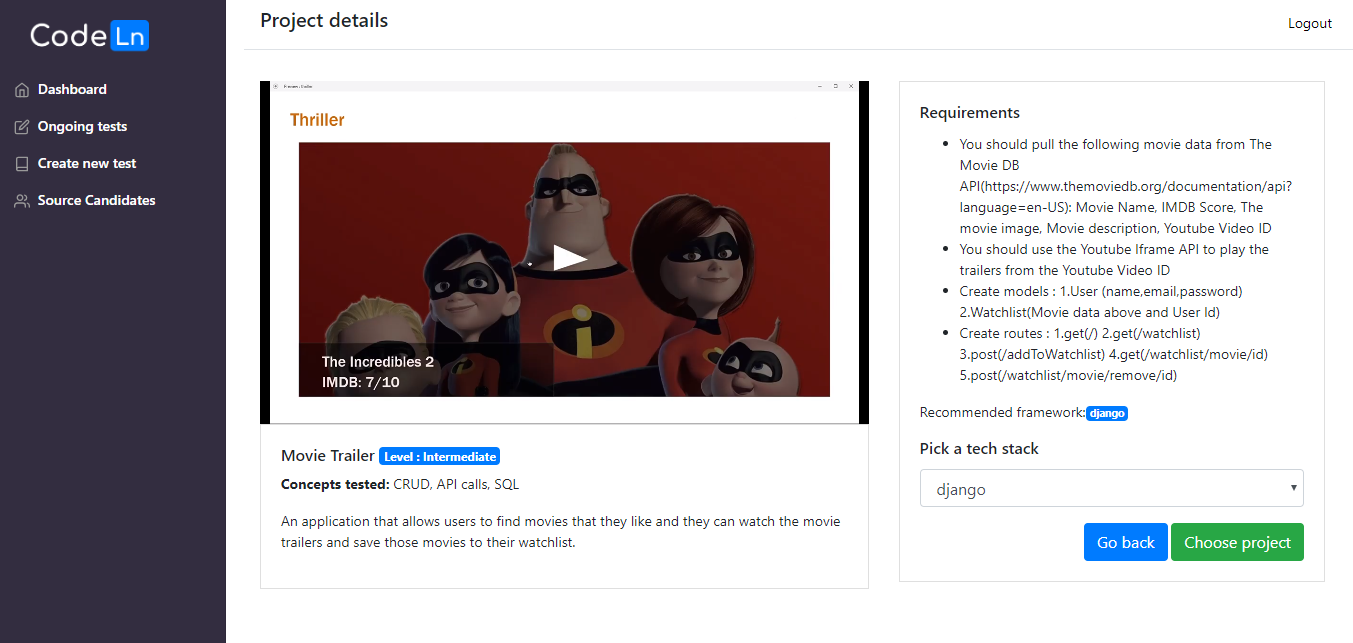 Code Ln
Dashboard
Ongoing tests
Create new test
Source Candidates
Project details
Logout
Thriller
The Incredibles 2
IMDB: 7/10
Movie Trailer Level : Intermediate
Concepts tested: CRUD, API calls, SQL
An application that allows users to find movies that they like and they can watch the movie
trailers and save those movies to their watchlist.
Requirements
You should pull the following movie data from The
Movie DB
API(https://www.themoviedb.org/documentation/api?
language=en-US): Movie Name, IMDB Score, The
movie image, Movie description, Youtube Video ID
You should use the Youtube Iframe API to play the
trailers from the Youtube Video ID
Create models : 1.User (name,email,password)
2.Watchlist(Movie data above and User Id)
Create routes : 1.get(/) 2.get(/watchlist)
3.post(/addToWatchlist) 4.get(/watchlist/movie/id)
5.post(/watchlist/movie/remove/id)
Recommended framework: django
Pick a tech stack
django
Go back
Choose project